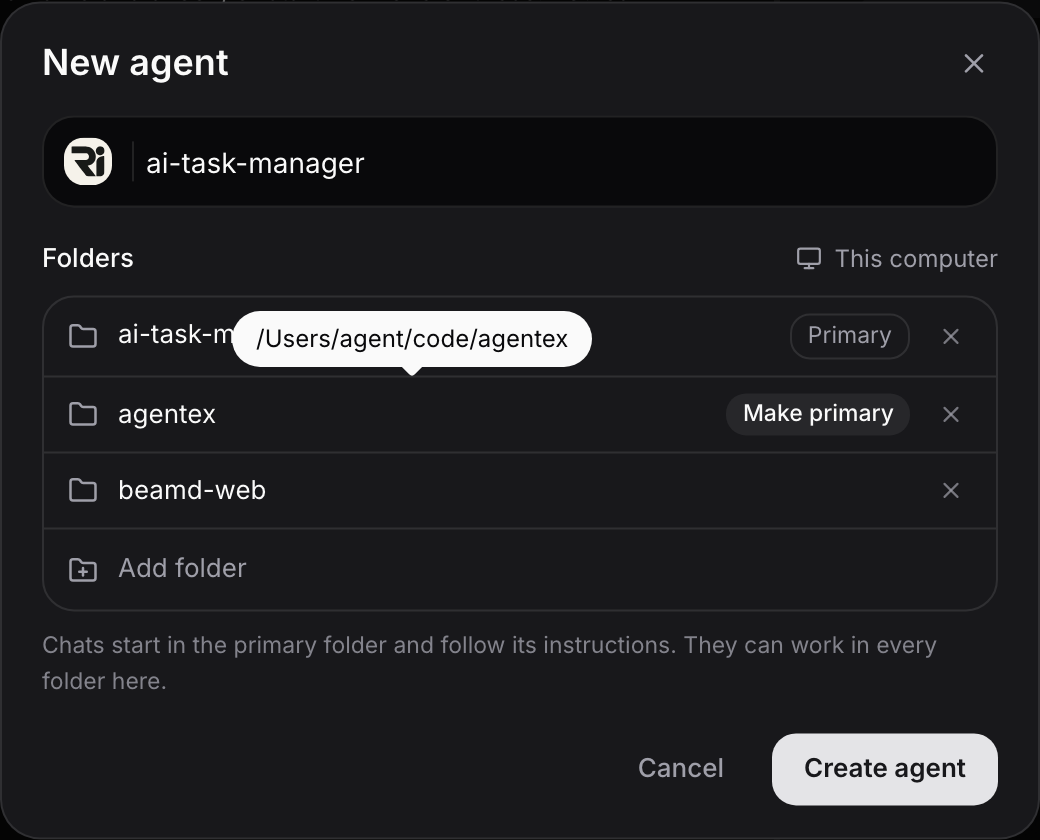 New agent
Ri
ai-task-manager
Folders
This computer
ai-task-m
/Users/agent/code/agentex
Primary
agentex
Make primary
beamd-web
Add folder
Chats start in the primary folder and follow its instructions. They can work in every
folder here.
Cancel
Create agent